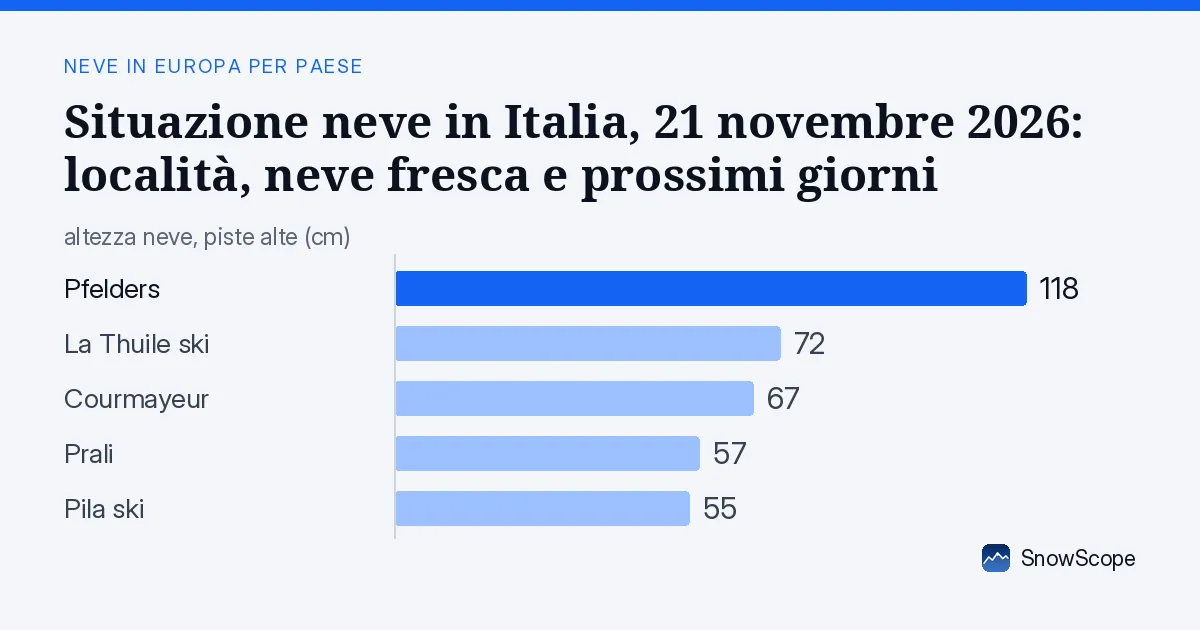 NEVE IN EUROPA PER PAESE
Situazione neve in Italia, 21 novembre 2026:
località, neve fresca e prossimi giorni
altezza neve, piste alte (cm)
Pfelders 118
La Thuile ski 72
Courmayeur 67
Prali 57
Pila ski 55
SnowScope